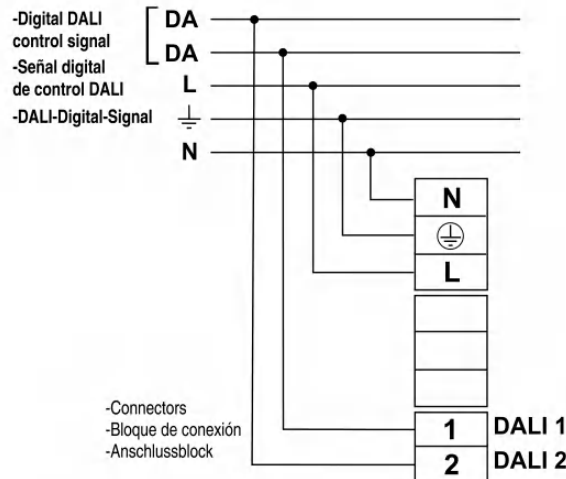 -Digital DALI
control signal
-Señal digital
de control DALI
-DALI-Digital-Signal
DA
DA
L
N
N
L
-Connectors
-Bloque de conexión
-Anschlussblock
1 DALI 1
2 DALI 2